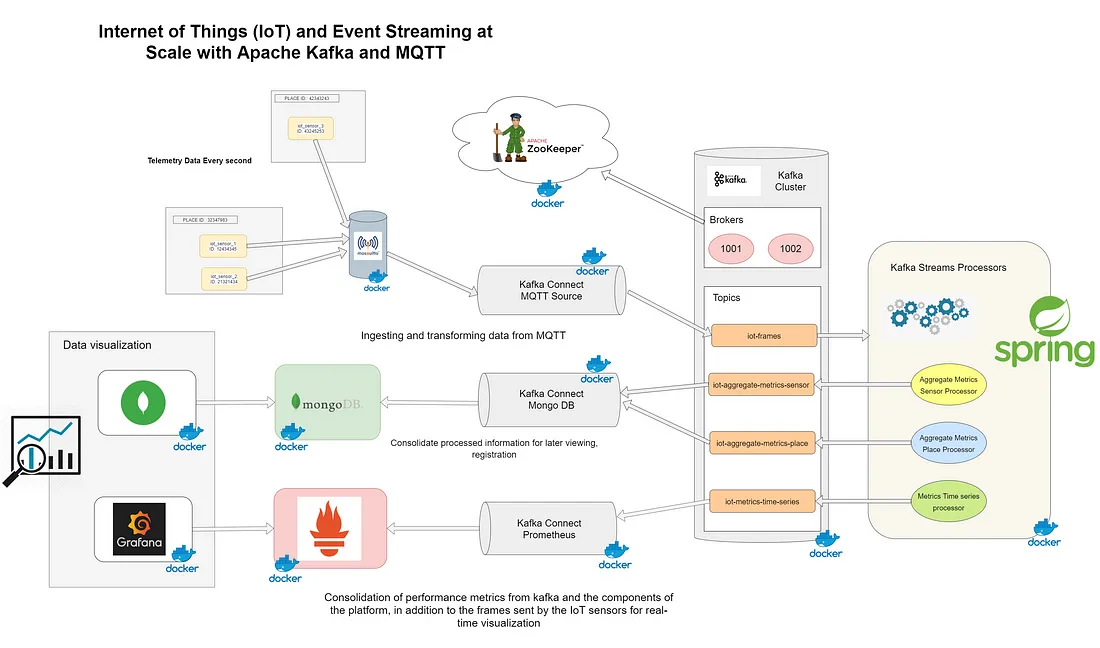 Internet of Things (IoT) and Event Streaming at
Scale with Apache Kafka and MQTT
PLACE ID: 42343243
iot_sensor_3
ID: 43245253
Telemetry Data Every second
PLACE ID: 32347983
iot_sensor_1
ID: 12434345
iot_sensor_2
ID: 21321434
mosquitto
docker
APACHE
ZooKeeper™
docker
kafka
Kafka
Cluster
Brokers
1001
1002
Topics
iot-frames
iot-aggregate-metrics-sensor
iot-aggregate-metrics-place
iot-metrics-time-series
docker
Kafka Streams Processors
spring
Aggregate Metrics
Sensor Processor
Aggregate Metrics
Place Processor
Metrics Time series
processor
docker
docker
Kafka Connect
MQTT Source
Ingesting and transforming data from MQTT
docker
Kafka Connect
Mongo DB
Consolidate processed information for later viewing,
registration
Kafka Connect
Prometheus
docker
Data visualization
docker
mongoDB
docker
Grafana
docker
docker
Consolidation of performance metrics from kafka and the components of
the platform, in addition to the frames sent by the IoT sensors for real-
time visualization